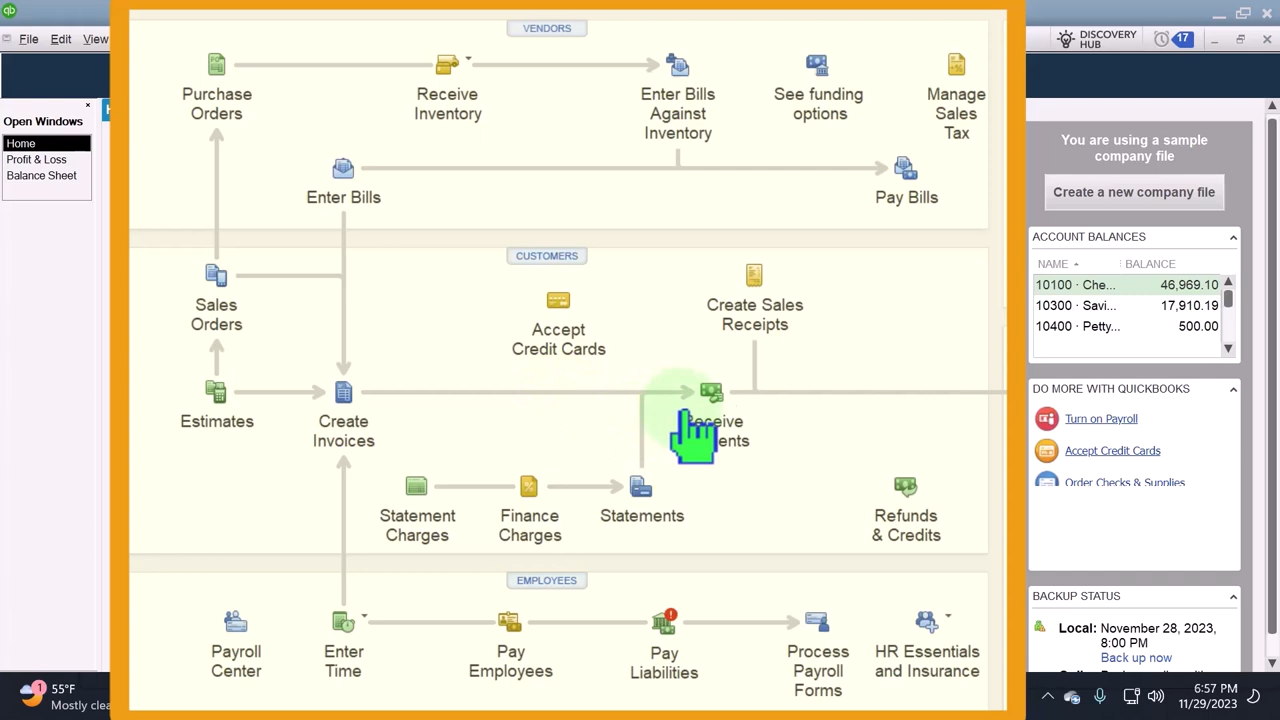 qb
File Edit View
DISCOVERY
HUB
17
Open Windows
Home
Profit & Loss
Balance Sheet
VENDORS
Purchase
Orders
Receive
Inventory
Enter Bills
Against
Inventory
See funding
options
Manage
Sales
Tax
Enter Bills
Pay Bills
CUSTOMERS
Sales
Orders
Accept
Credit Cards
Create Sales
Receipts
Estimates
Create
Invoices
Statement
Charges
Finance
Charges
Statements
Refunds
& Credits
EMPLOYEES
Payroll
Center
Enter
Time
Pay
Employees
Pay
Liabilities
Process
Payroll
Forms
HR Essentials
and Insurance
You are using a sample
company file
Create a new company file
ACCOUNT BALANCES
NAME BALANCE
10100 · Che... 46,969.10
10300 · Savi... 17,910.19
10400 · Petty... 500.00
DO MORE WITH QUICKBOOKS
Turn on Payroll
Accept Credit Cards
Order Checks & Supplies
BACKUP STATUS
Local: November 28, 2023,
8:00 PM
Back up now
1
55°F
Mostly clea
6:57 PM
11/29/2023